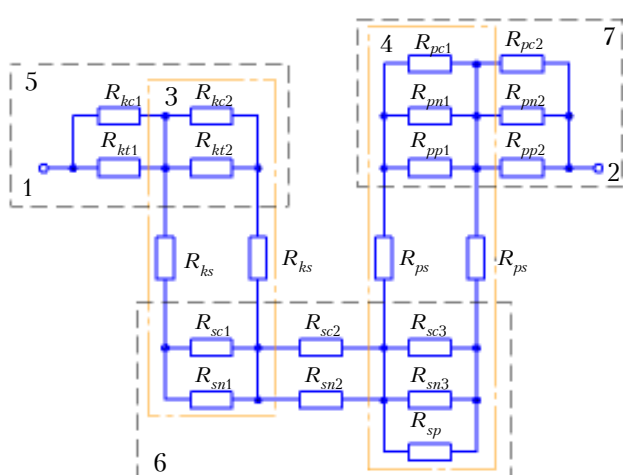 4 R_pc1 R_pc2 7
5 R_kc1 3 R_kc2 R_pn1 R_pn2
R_kt1 R_kt2 R_pp1 R_pp2
1 2
R_ks R_ks R_ps R_ps
R_sc1 R_sc2 R_sc3
R_sn1 R_sn2 R_sn3
R_sp
6